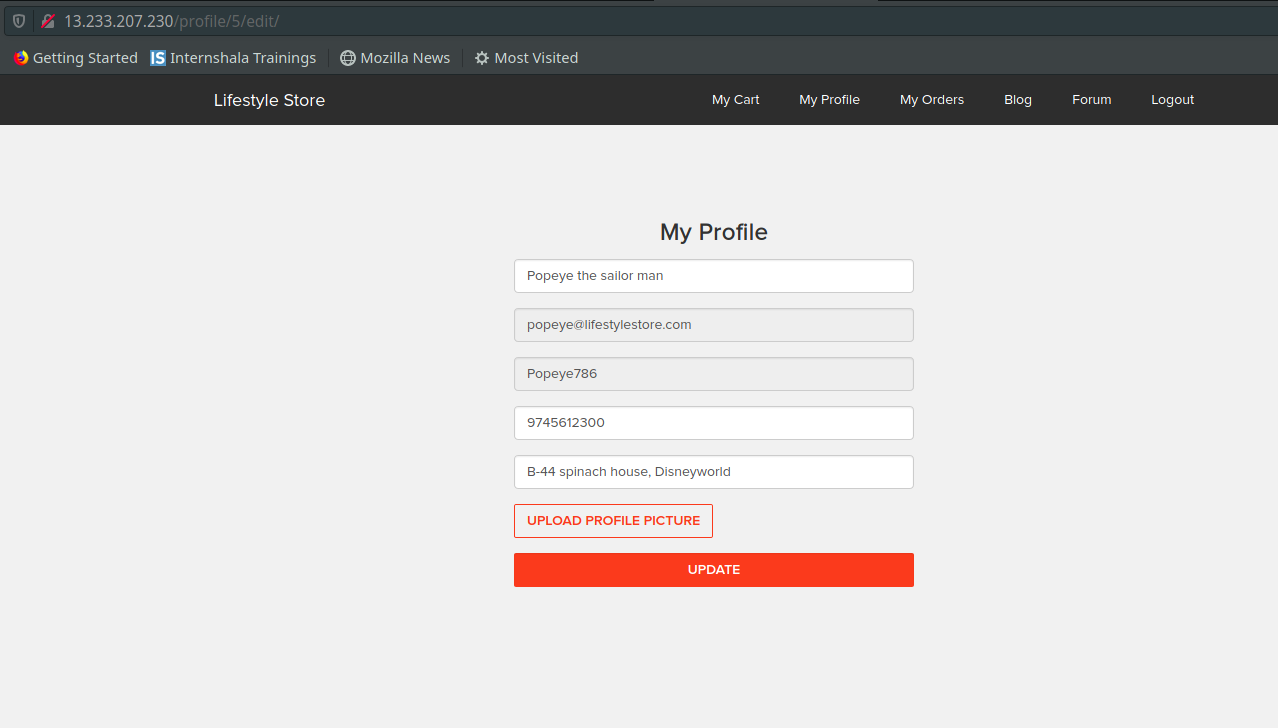 13.233.207.230/profile/5/edit/
Getting Started IS Internshala Trainings Mozilla News Most Visited
Lifestyle Store My Cart My Profile My Orders Blog Forum Logout
My Profile
Popeye the sailor man
popeye@lifestylestore.com
Popeye786
9745612300
B-44 spinach house, Disneyworld
UPLOAD PROFILE PICTURE
UPDATE